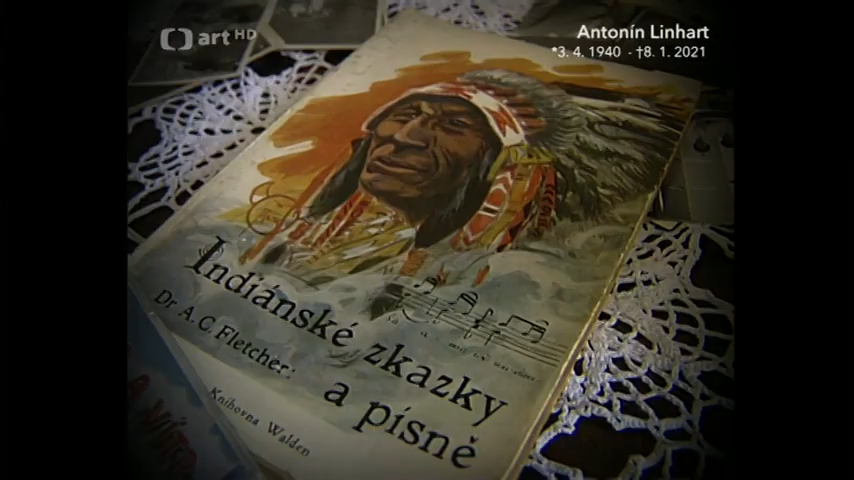 art HD
Antonín Linhart
*3. 4. 1940 - †8. 1. 2021
Indiánské zkazky
Dr A. C. Fletcher:
a písně
Knihovna Walden